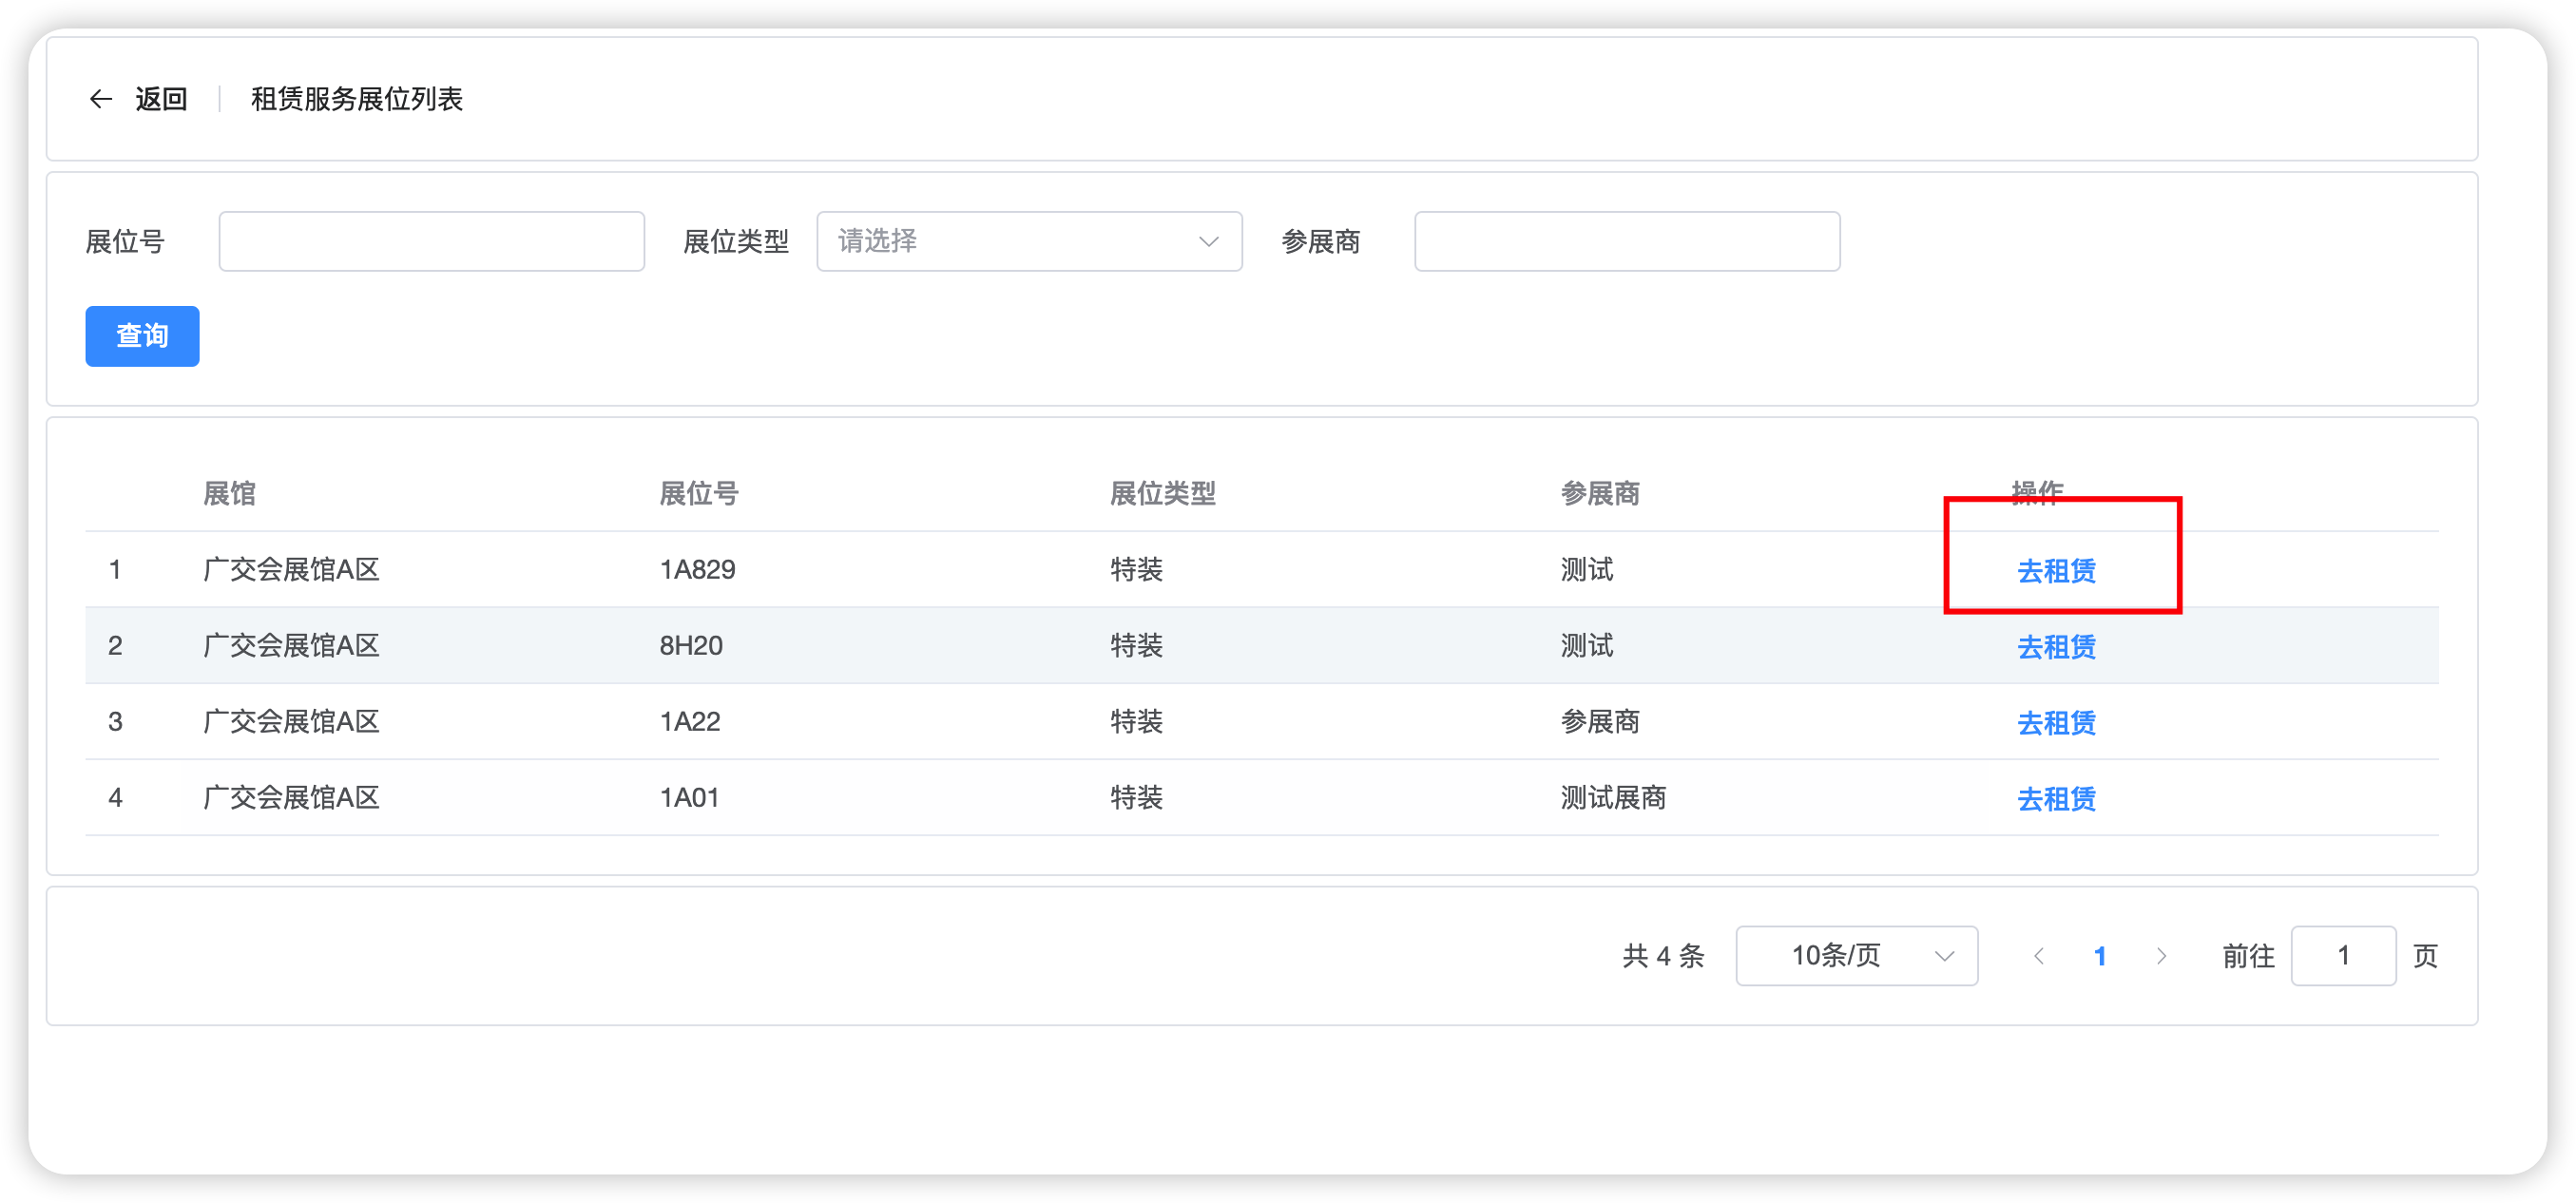 返回 租赁服务展位列表
展位号 展位类型 请选择 参展商
查询
展馆 展位号 展位类型 参展商 操作
1 广交会展馆A区 1A829 特装 测试 去租赁
2 广交会展馆A区 8H20 特装 测试 去租赁
3 广交会展馆A区 1A22 特装 参展商 去租赁
4 广交会展馆A区 1A01 特装 测试展商 去租赁
共 4 条 10条/页 1 前往 1 页